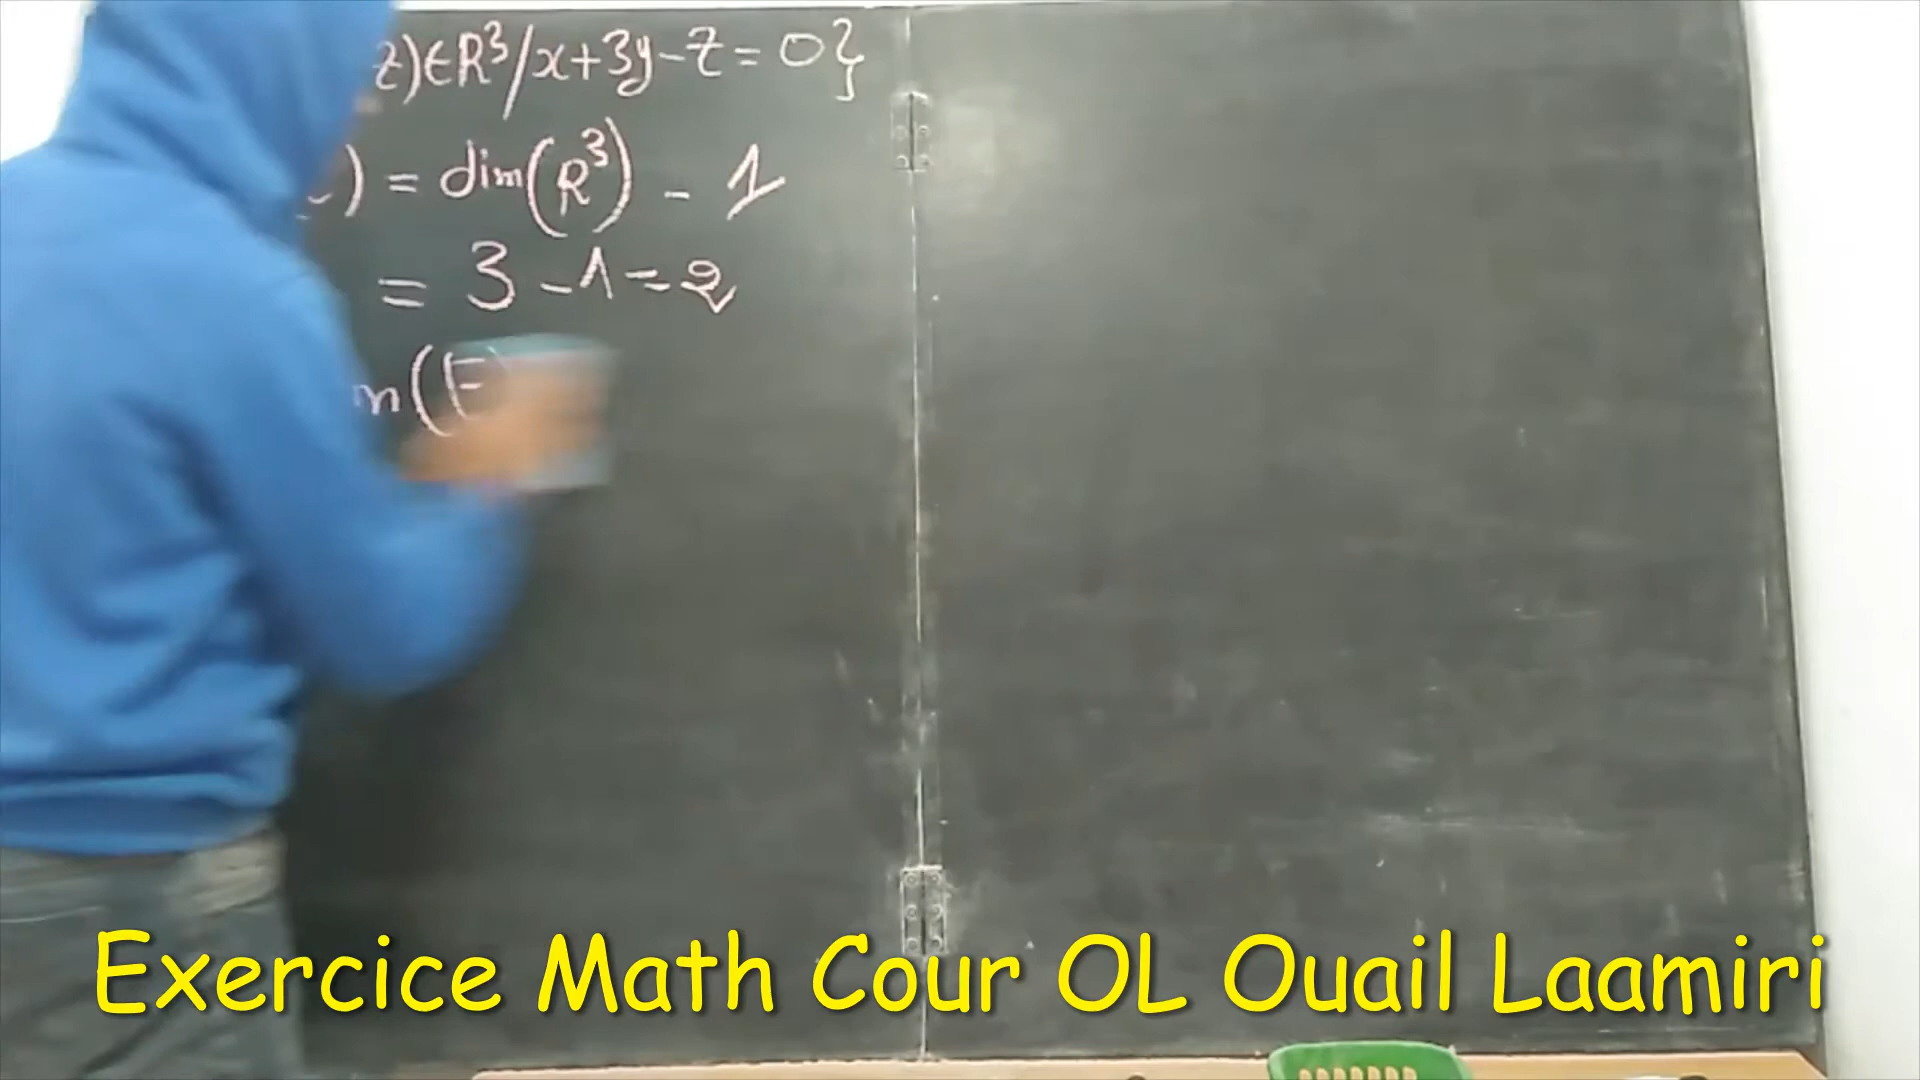 z)∈R³/x+3y-z=0}
) = dim(R³) - 1
= 3-1=2
m(E
Exercice Math Cour OL Ouail Laamiri